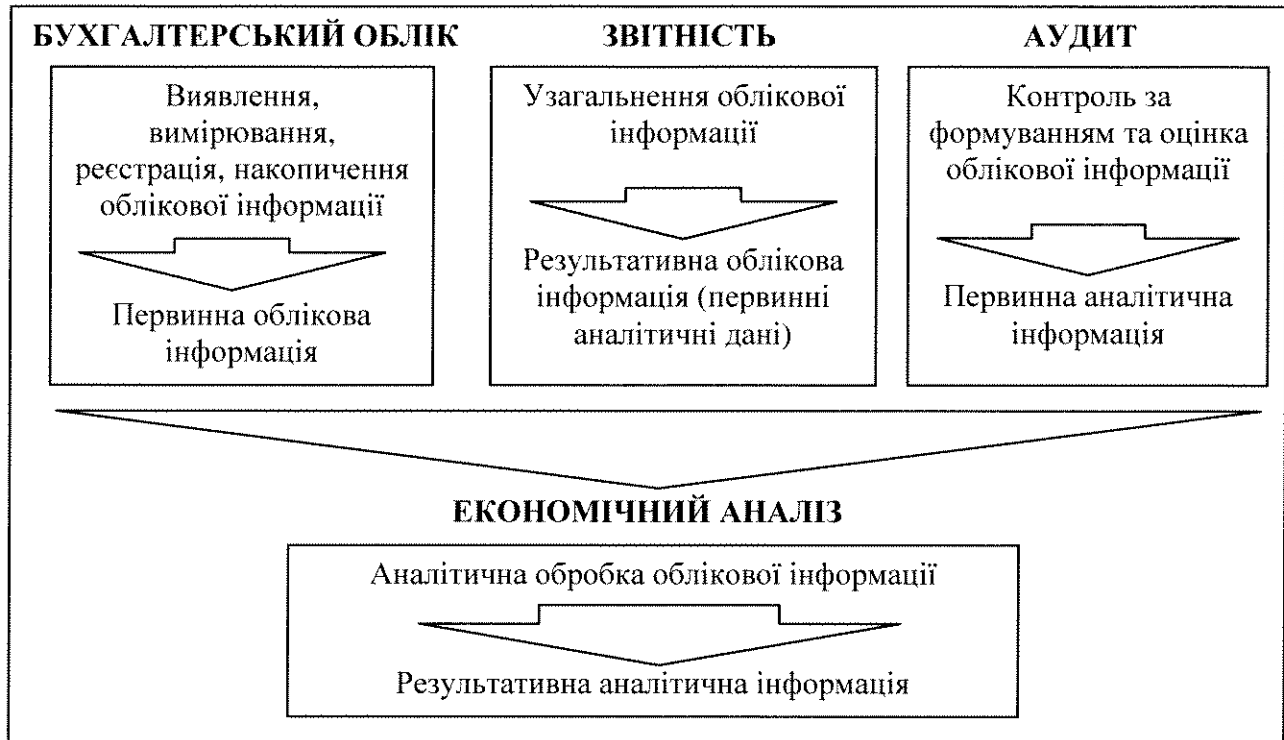 БУХГАЛТЕРСЬКИЙ ОБЛІК
Виявлення,
вимірювання,
реєстрація, накопичення
облікової інформації
Первинна облікова
інформація
ЗВІТНІСТЬ
Узагальнення облікової
інформації
Результативна облікова
інформація (первинні
аналітичні дані)
АУДИТ
Контроль за
формуванням та оцінка
облікової інформації
Первинна аналітична
інформація
ЕКОНОМІЧНИЙ АНАЛІЗ
Аналітична обробка облікової інформації
Результативна аналітична інформація